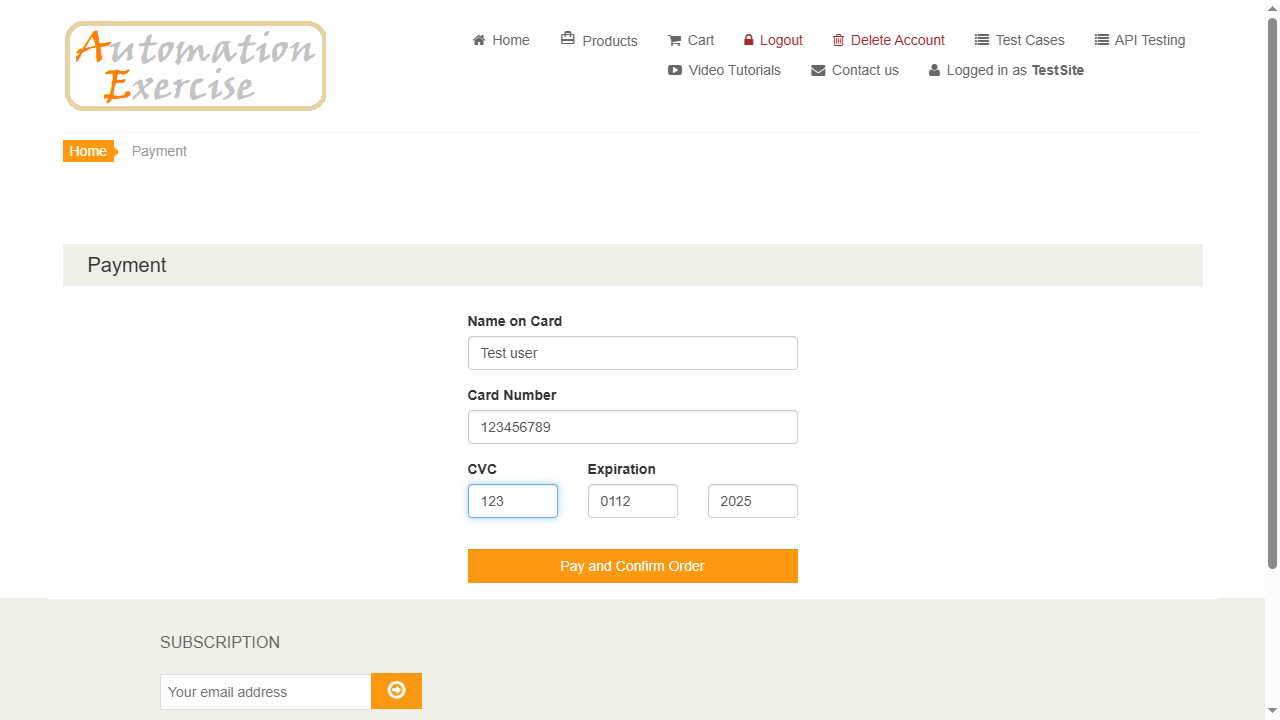 Automation
Exercise
Home Products Cart Logout Delete Account Test Cases API Testing
Video Tutorials Contact us Logged in as TestSite
Home Payment
Payment
Name on Card
Test user
Card Number
123456789
CVC Expiration
123 0112 2025
Pay and Confirm Order
SUBSCRIPTION
Your email address